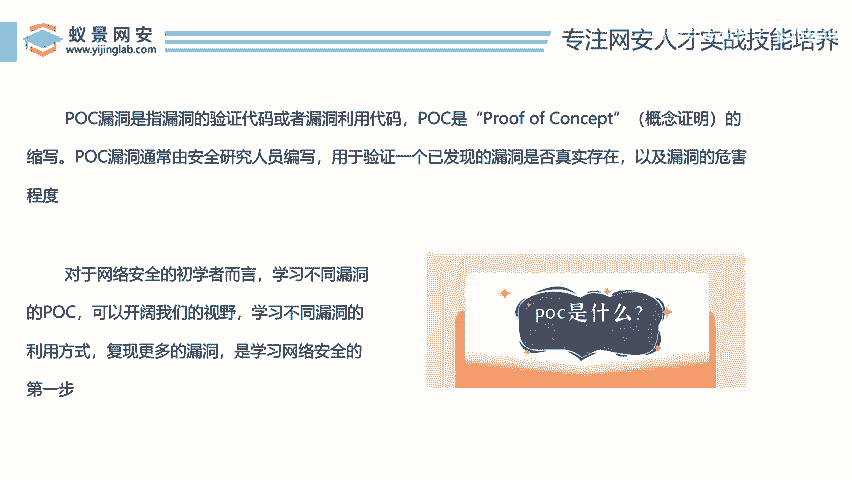 蚁景网安
www.yijinglab.com
专注网安人才实战技能培养
POC漏洞是指漏洞的验证代码或者漏洞利用代码，POC是“Proof of Concept”（概念证明）的
缩写。POC漏洞通常由安全研究人员编写，用于验证一个已发现的漏洞是否真实存在，以及漏洞的危害
程度
对于网络安全的初学者而言，学习不同漏洞
的POC，可以开阔我们的视野，学习不同漏洞的
利用方式，复现更多的漏洞，是学习网络安全的
第一步
poc是什么？